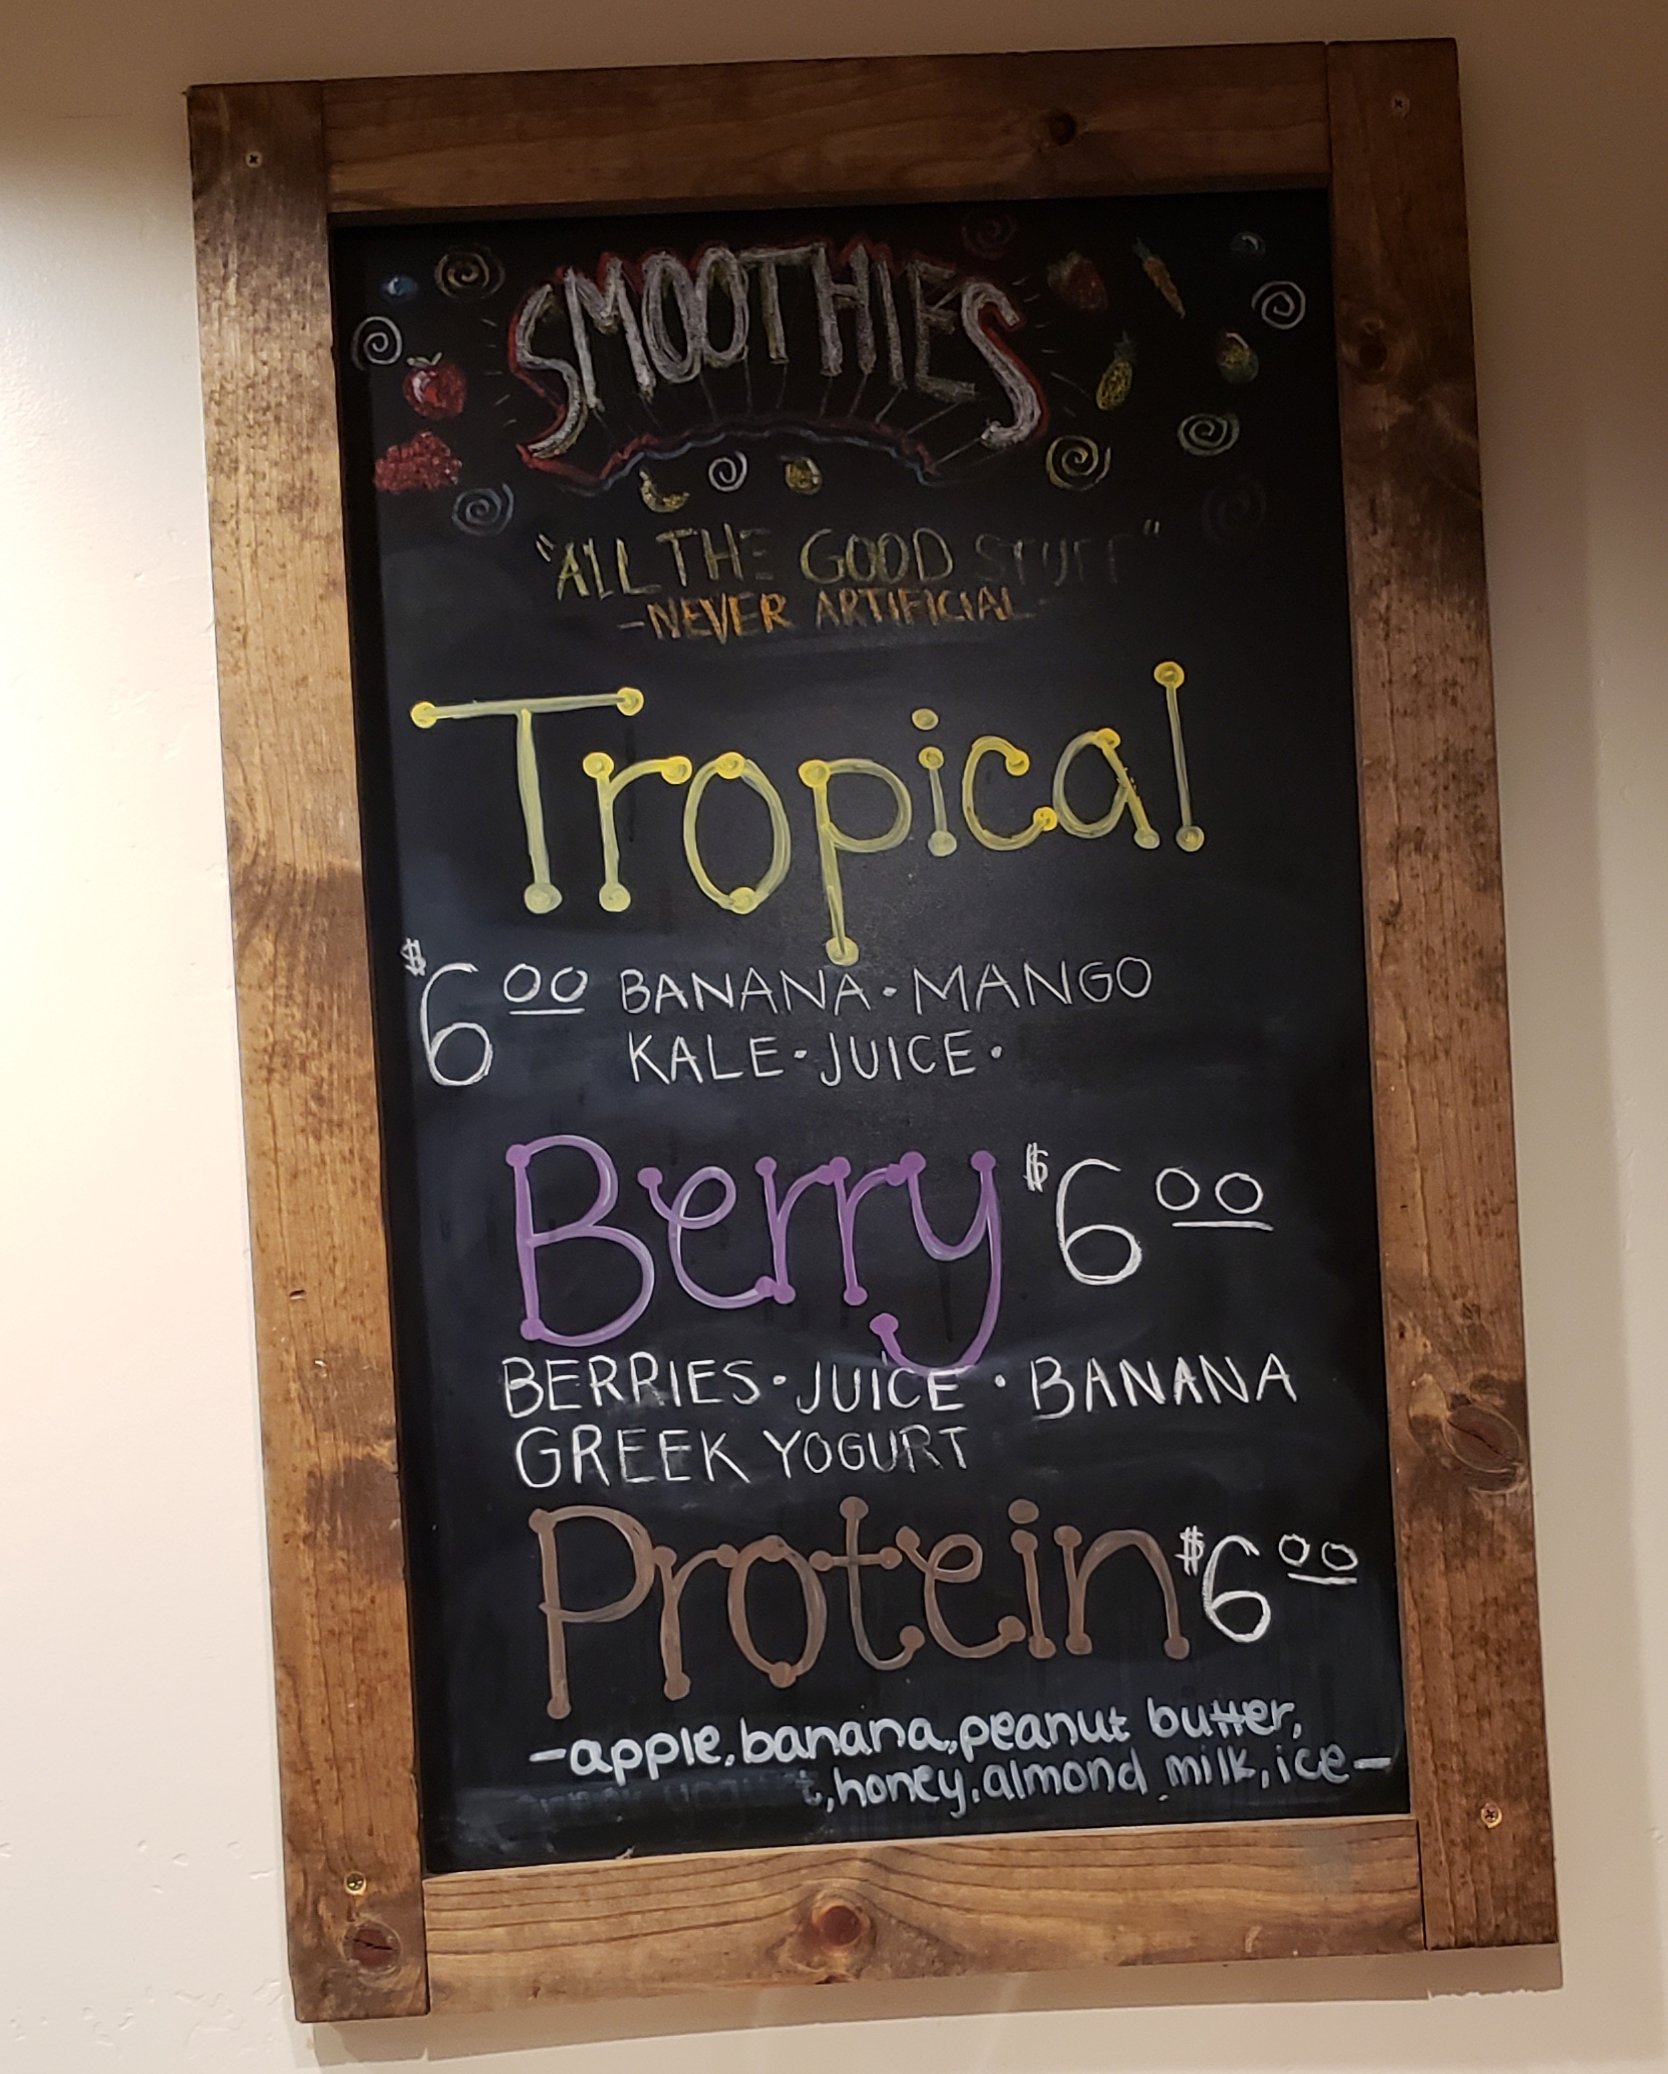 SMOOTHIES
"ALL THE GOOD STUFF"
-NEVER ARTIFICIAL-
Tropical
$6 00 BANANA · MANGO
KALE · JUICE ·
Berry $6 00
BERRIES · JUICE · BANANA
GREEK YOGURT
Protein $6 00
-apple, banana, peanut butter,
t, honey, almond milk, ice-